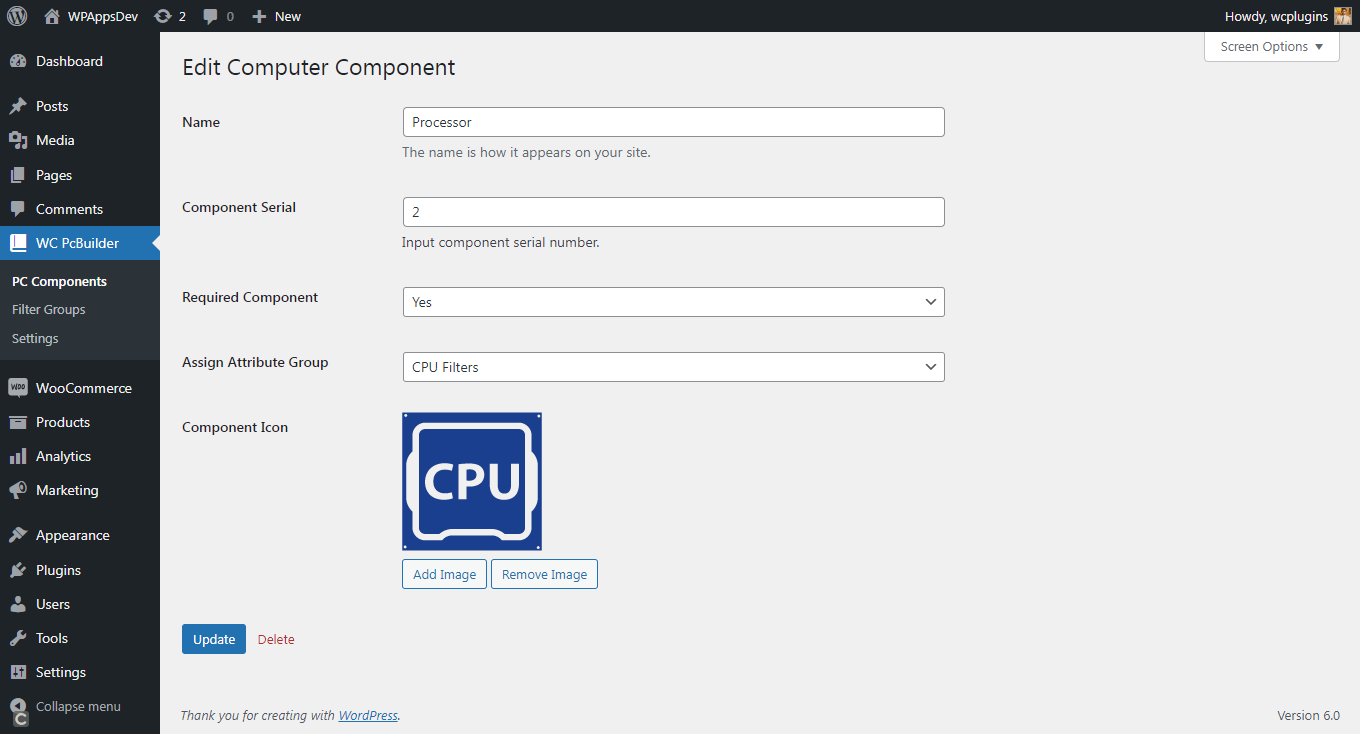 WPAppsDev 2 0 New Howdy, wcplugins
Screen Options
Dashboard
Posts
Media
Pages
Comments
WC PcBuilder
PC Components
Filter Groups
Settings
WOO WooCommerce
Products
Analytics
Marketing
Appearance
Plugins
Users
Tools
Settings
Collapse menu
C
Edit Computer Component
Name
Processor
The name is how it appears on your site.
Component Serial
2
Input component serial number.
Required Component
Yes
Assign Attribute Group
CPU Filters
Component Icon
CPU
Add Image Remove Image
Update Delete
Thank you for creating with WordPress.
Version 6.0